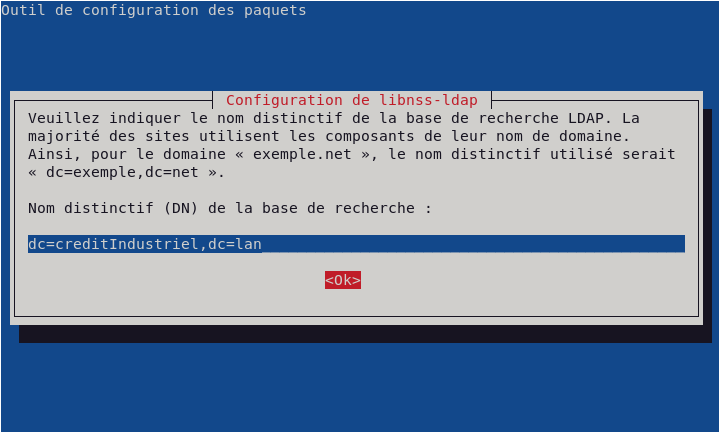 Outil de configuration des paquets
Configuration de libnss-ldap
Veuillez indiquer le nom distinctif de la base de recherche LDAP. La
majorité des sites utilisent les composants de leur nom de domaine.
Ainsi, pour le domaine « exemple.net », le nom distinctif utilisé serait
« dc=exemple,dc=net ».
Nom distinctif (DN) de la base de recherche :
dc=creditIndustriel,dc=lan
<Ok>